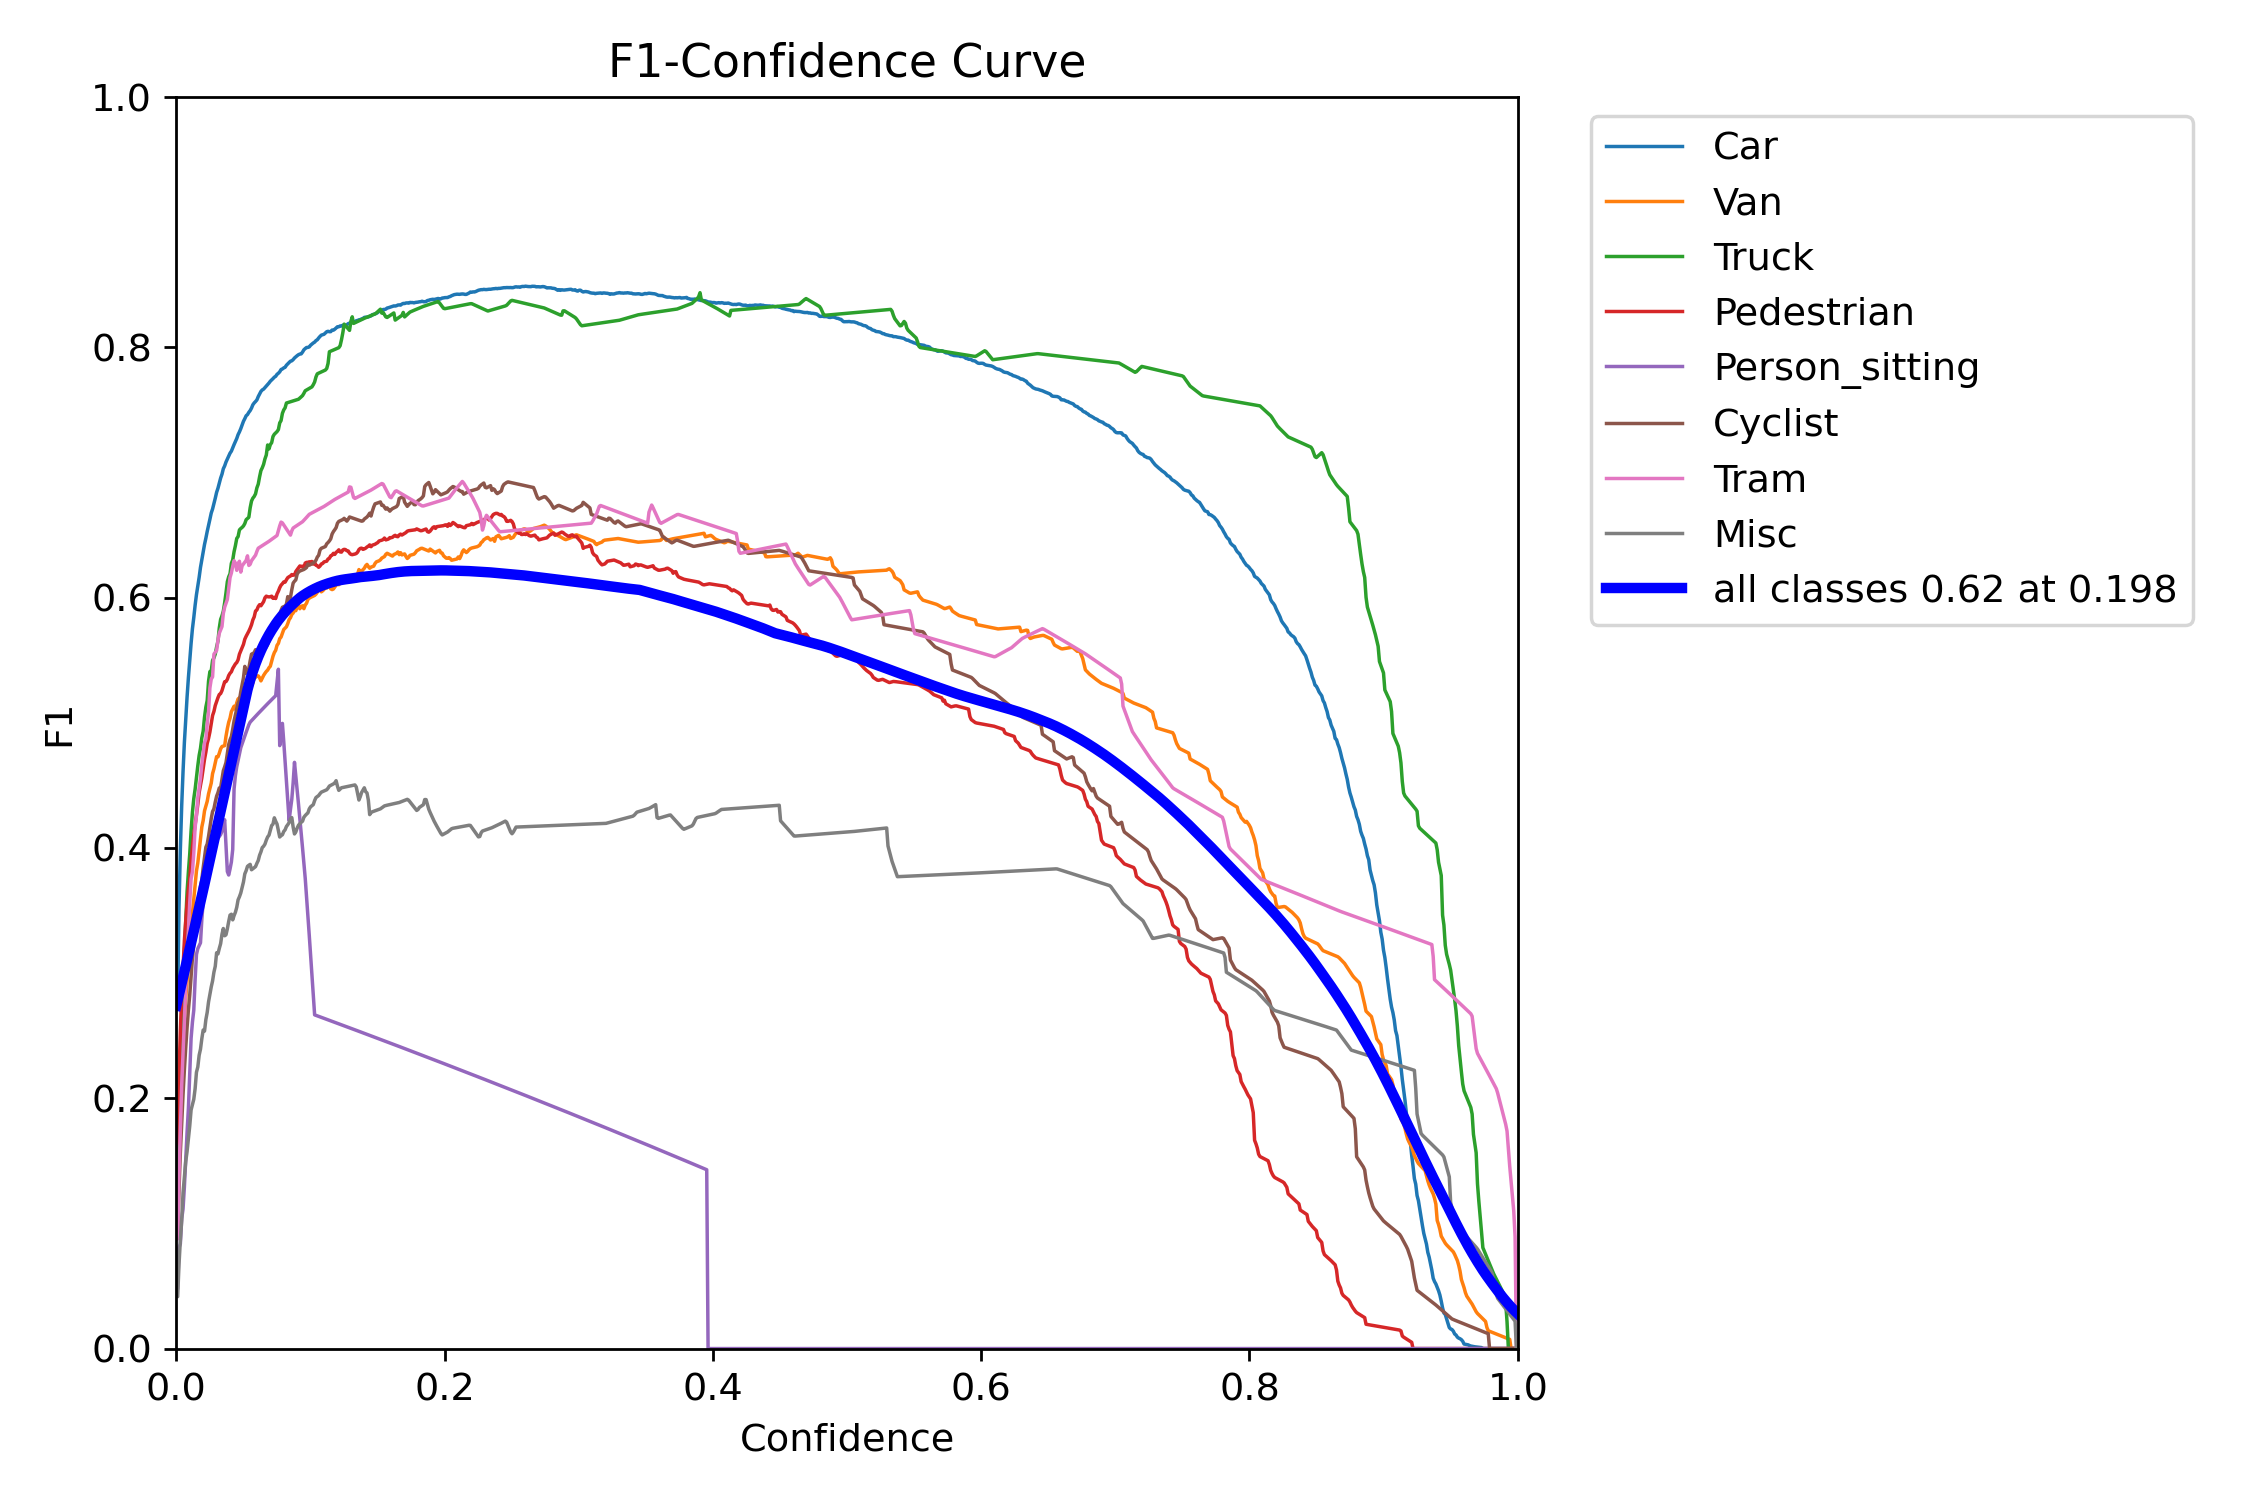 F1-Confidence Curve
1.0
0.8
0.6
0.4
0.2
0.0
F1
0.0 0.2 0.4 0.6 0.8 1.0
Confidence
Car
Van
Truck
Pedestrian
Person_sitting
Cyclist
Tram
Misc
all classes 0.62 at 0.198